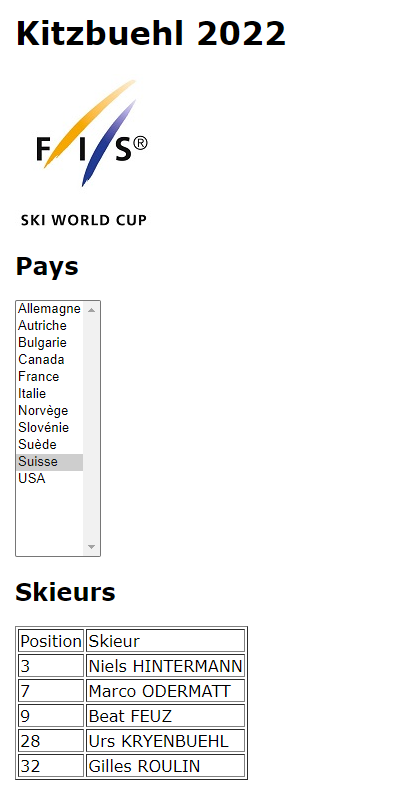 Kitzbuehl 2022
FIS®
SKI WORLD CUP
Pays
Allemagne
Autriche
Bulgarie
Canada
France
Italie
Norvège
Slovénie
Suède
Suisse
USA
Skieurs
Position Skieur
3 Niels HINTERMANN
7 Marco ODERMATT
9 Beat FEUZ
28 Urs KRYENBUEHL
32 Gilles ROULIN